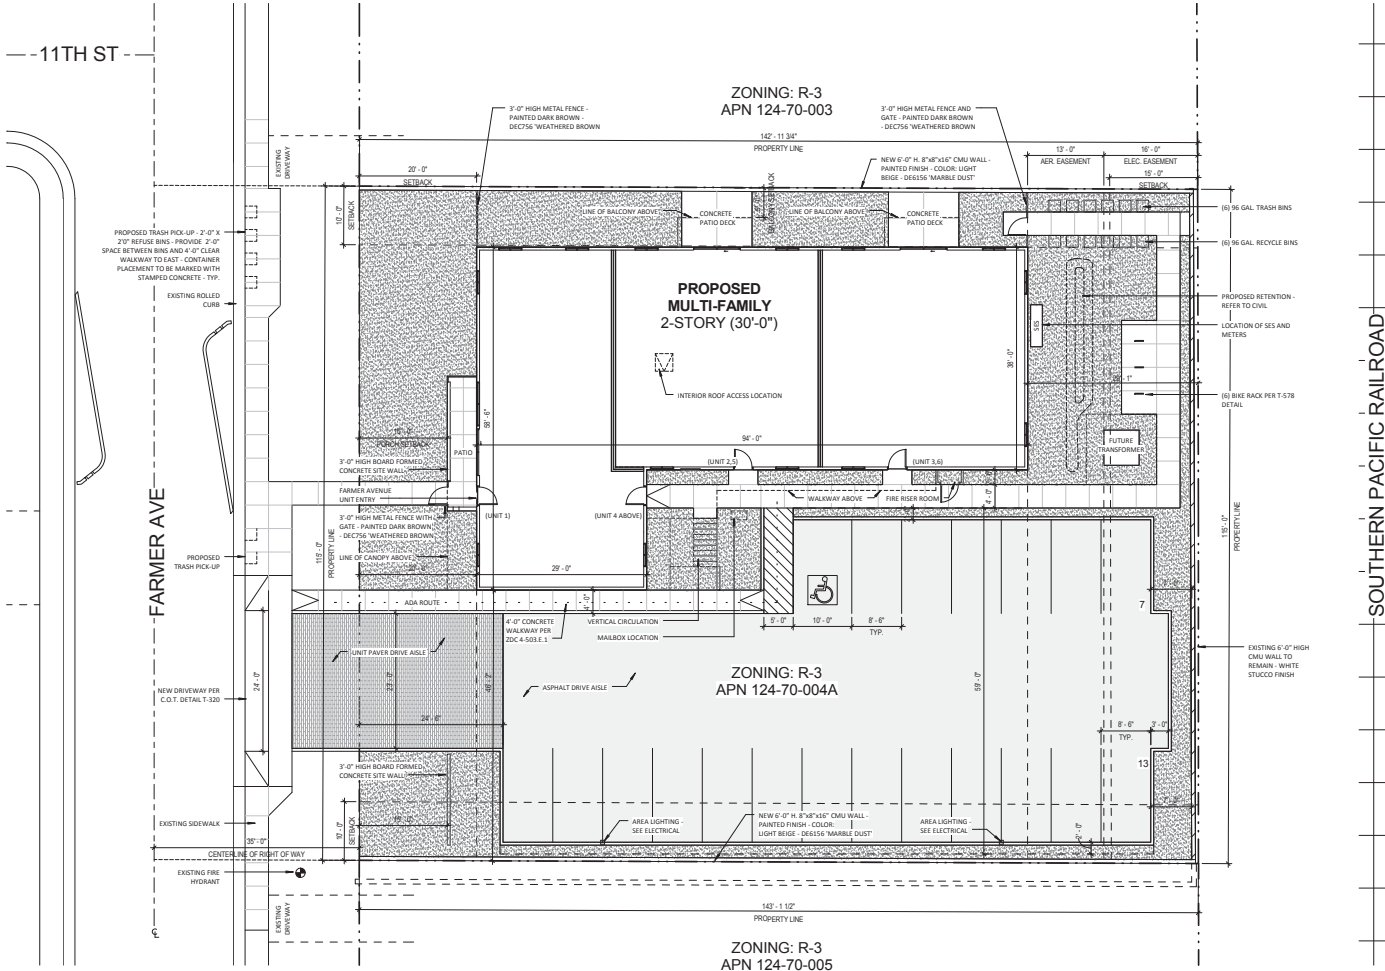 11TH ST
ZONING: R-3
APN 124-70-003
3'-0" HIGH METAL FENCE -
PAINTED DARK BROWN -
DEC756 'WEATHERED BROWN
3'-0" HIGH METAL FENCE AND
GATE - PAINTED DARK BROWN
- DEC756 'WEATHERED BROWN
142' - 11 3/4"
PROPERTY LINE
EXISTING
DRIVEWAY
20' - 0"
SETBACK
NEW 6'-0" H. 8"x8"x16" CMU WALL -
PAINTED FINISH - COLOR: LIGHT
BEIGE - DE6156 'MARBLE DUST'
13' - 0"
AER. EASEMENT
16' - 0"
ELEC. EASEMENT
15' - 0"
SETBACK
10' - 0"
SETBACK
LINE OF BALCONY ABOVE
CONCRETE
PATIO DECK
BALCONY SETBACK
LINE OF BALCONY ABOVE
CONCRETE
PATIO DECK
(6) 96 GAL. TRASH BINS
(6) 96 GAL. RECYCLE BINS
PROPOSED TRASH PICK-UP - 2'-0" X
2'0" REFUSE BINS - PROVIDE 2'-0"
SPACE BETWEEN BINS AND 4'-0" CLEAR
WALKWAY TO EAST - CONTAINER
PLACEMENT TO BE MARKED WITH
STAMPED CONCRETE - TYP.
EXISTING ROLLED
CURB
PROPOSED
MULTI-FAMILY
2-STORY (30'-0")
PROPOSED RETENTION -
REFER TO CIVIL
SES
LOCATION OF SES AND
METERS
38' - 0"
INTERIOR ROOF ACCESS LOCATION
(6) BIKE RACK PER T-578
DETAIL
58' - 6"
PORCH SETBACK
94' - 0"
PATIO
FUTURE
TRANSFORMER
3'-0" HIGH BOARD FORMED
CONCRETE SITE WALL
(UNIT 2,5)
(UNIT 3,6)
FARMER AVENUE
UNIT ENTRY
WALKWAY ABOVE
FIRE RISER ROOM
4' - 0"
3'-0" HIGH METAL FENCE WITH
GATE - PAINTED DARK BROWN
- DEC756 'WEATHERED BROWN
(UNIT 1)
(UNIT 4 ABOVE)
FARMER AVE
115' - 0"
PROPERTY LINE
115' - 0"
PROPERTY LINE
SOUTHERN PACIFIC RAILROAD
PROPOSED
TRASH PICK-UP
LINE OF CANOPY ABOVE
20' - 0"
29' - 0"
ADA ROUTE
4' - 0"
7
4'-0" CONCRETE
WALKWAY PER
ZDC 4-503.E.1
VERTICAL CIRCULATION
MAILBOX LOCATION
5' - 0"
10' - 0"
8' - 6"
TYP.
UNIT PAVER DRIVE AISLE
EXISTING 6'-0" HIGH
CMU WALL TO
REMAIN - WHITE
STUCCO FINISH
ZONING: R-3
APN 124-70-004A
ASPHALT DRIVE AISLE
24' - 0"
23' - 0"
59' - 0"
NEW DRIVEWAY PER
C.O.T. DETAIL T-320
24' - 6"
8' - 6"
TYP.
3' - 0"
13
3'-0" HIGH BOARD FORMED
CONCRETE SITE WALL
10' - 0"
SETBACK
EXISTING SIDEWALK
AREA LIGHTING -
SEE ELECTRICAL
NEW 6'-0" H. 8"x8"x16" CMU WALL -
PAINTED FINISH - COLOR:
LIGHT BEIGE - DE6156 'MARBLE DUST'
AREA LIGHTING -
SEE ELECTRICAL
2' - 0"
35' - 0"
CENTERLINE OF RIGHT OF WAY
EXISTING FIRE
HYDRANT
EXISTING
DRIVEWAY
143' - 1 1/2"
PROPERTY LINE
ZONING: R-3
APN 124-70-005